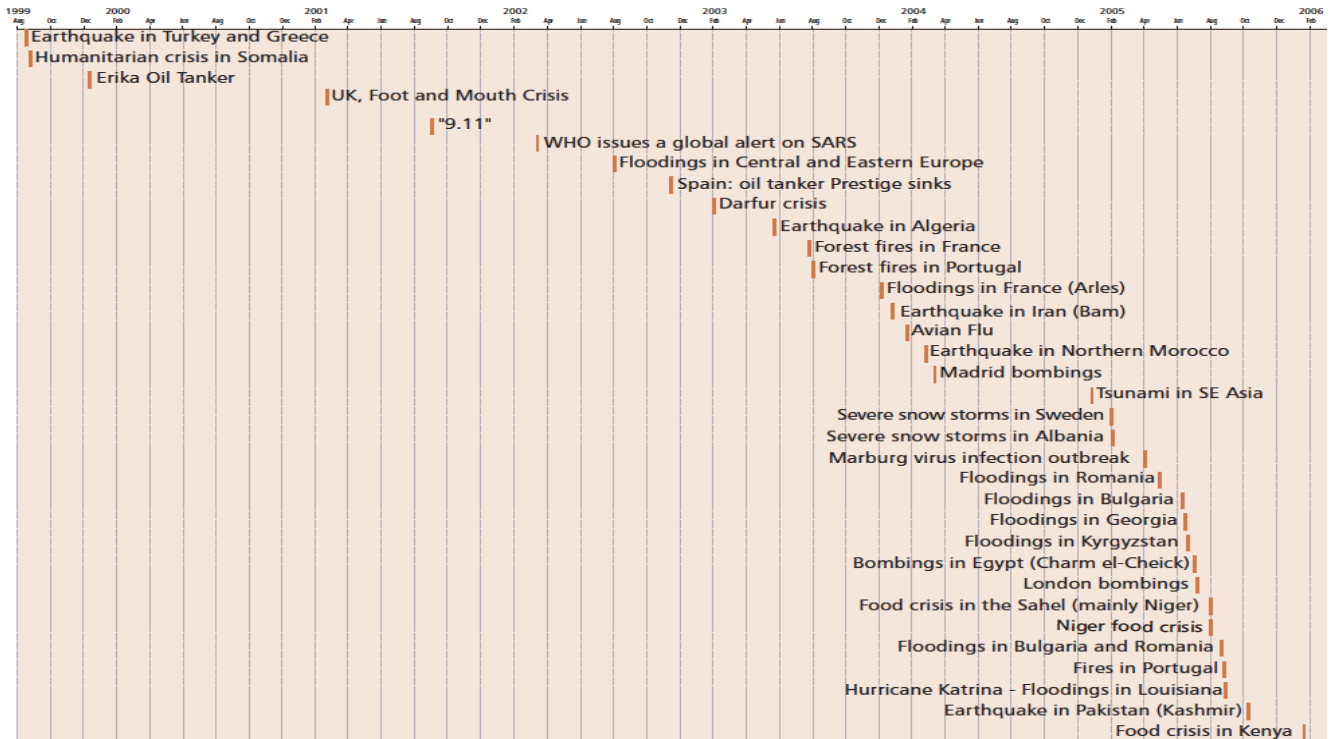 1999 2000 2001 2002 2003 2004 2005 2006
Aug Oct Dec Feb Apr Jun Aug Oct Dec Feb Apr Jun Aug Oct Dec Feb Apr Jun Aug Oct Dec Feb Apr Jun Aug Oct Dec Feb Apr Jun Aug Oct Dec Feb Apr Jun Aug Oct Dec Feb
Earthquake in Turkey and Greece
Humanitarian crisis in Somalia
Erika Oil Tanker
UK, Foot and Mouth Crisis
"9.11"
WHO issues a global alert on SARS
Floodings in Central and Eastern Europe
Spain: oil tanker Prestige sinks
Darfur crisis
Earthquake in Algeria
Forest fires in France
Forest fires in Portugal
Floodings in France (Arles)
Earthquake in Iran (Bam)
Avian Flu
Earthquake in Northern Morocco
Madrid bombings
Tsunami in SE Asia
Severe snow storms in Sweden
Severe snow storms in Albania
Marburg virus infection outbreak
Floodings in Romania
Floodings in Bulgaria
Floodings in Georgia
Floodings in Kyrgyzstan
Bombings in Egypt (Charm el-Cheick)
London bombings
Food crisis in the Sahel (mainly Niger)
Niger food crisis
Floodings in Bulgaria and Romania
Fires in Portugal
Hurricane Katrina - Floodings in Louisiana
Earthquake in Pakistan (Kashmir)
Food crisis in Kenya